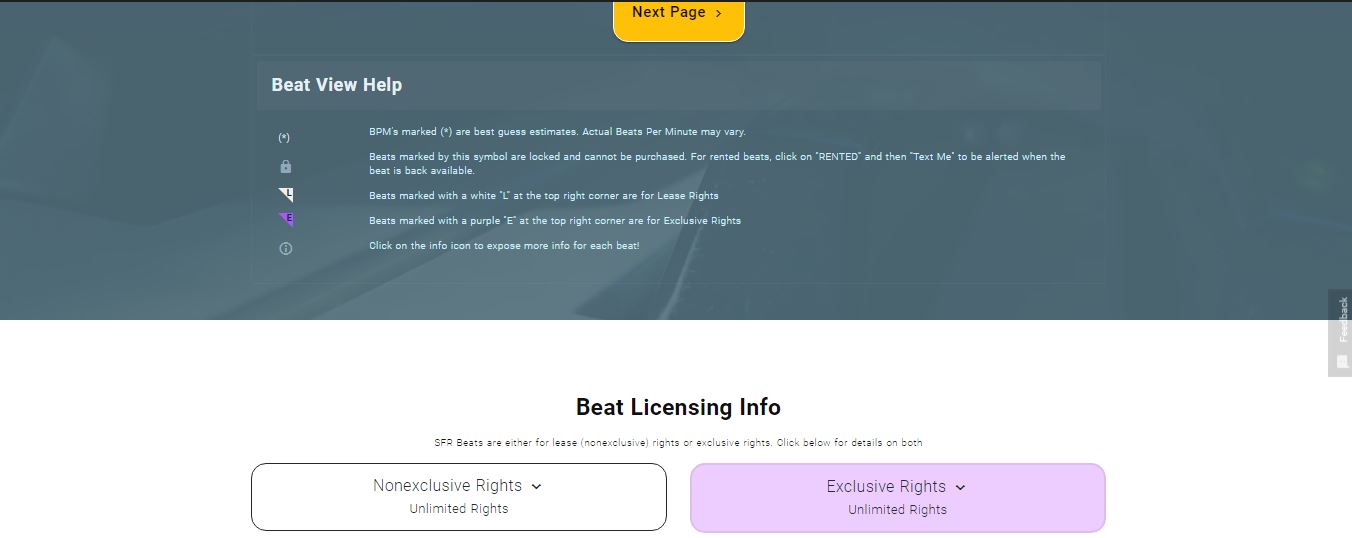 Next Page
Beat View Help
(*)
BPM's marked (*) are best guess estimates. Actual Beats Per Minute may vary.
Beats marked by this symbol are locked and cannot be purchased. For rented beats, click on "RENTED" and then "Text Me" to be alerted when the
beat is back available.
L
Beats marked with a white "L" at the top right corner are for Lease Rights
E
Beats marked with a purple "E" at the top right corner are for Exclusive Rights
Click on the info icon to expose more info for each beat!
Feedback
Beat Licensing Info
SFR Beats are either for lease (nonexclusive) rights or exclusive rights. Click below for details on both
Nonexclusive Rights
Unlimited Rights
Exclusive Rights
Unlimited Rights